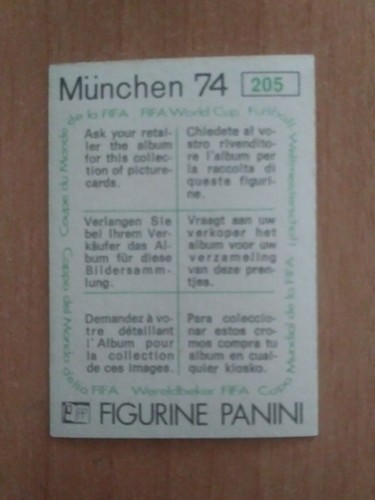 München 74 205
de la FIFA FIFA World Cup Fußball Weltmeisterschaft
Ask your retai-
ler the album
for this collec-
tion of picture-
cards.
Chiedete al vo-
stro rivendito-
re l'album per
la raccolta di
queste figuri-
ne.
Verlangen Sie
bei Ihrem Ver-
käufer das Al-
bum für diese
Bildersamm-
lung.
Vraagt aan uw
verkoper het
album voor uw
verzameling
van deze pren-
tjes.
Demandez à vo-
tre détaillant
l'Album pour
la collection
de ces images.
Para coleccio-
nar estos cro-
mos compra tu
album en cual-
quier kiosko.
Coupe du Monde
Coppa del Mondo della FIFA
Wereldbeker FIFA
Copa Mundial de la FIFA
FIGURINE PANINI